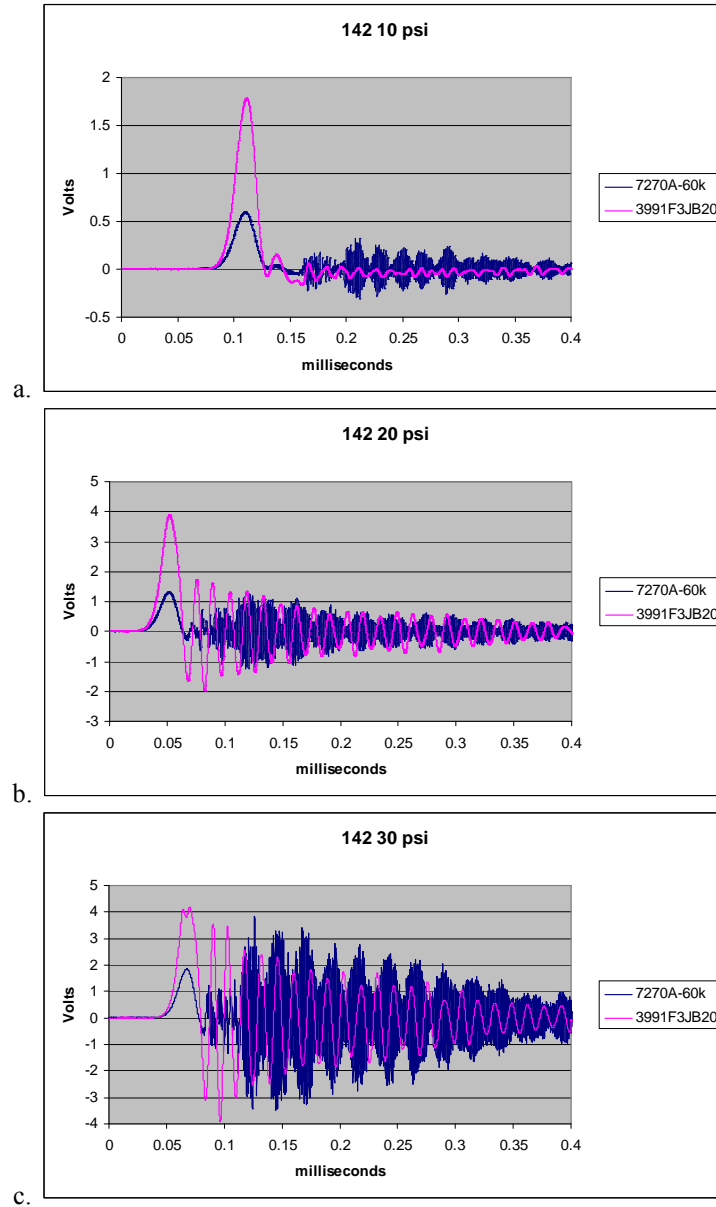 142 10 psi
2
1.5
1
0.5
0
-0.5
Volts
0 0.05 0.1 0.15 0.2 0.25 0.3 0.35 0.4
milliseconds
7270A-60k
3991F3JB20
a.
142 20 psi
5
4
3
2
1
0
-1
-2
-3
Volts
0 0.05 0.1 0.15 0.2 0.25 0.3 0.35 0.4
milliseconds
7270A-60k
3991F3JB20
b.
142 30 psi
5
4
3
2
1
0
-1
-2
-3
-4
Volts
0 0.05 0.1 0.15 0.2 0.25 0.3 0.35 0.4
milliseconds
7270A-60k
3991F3JB20
c.